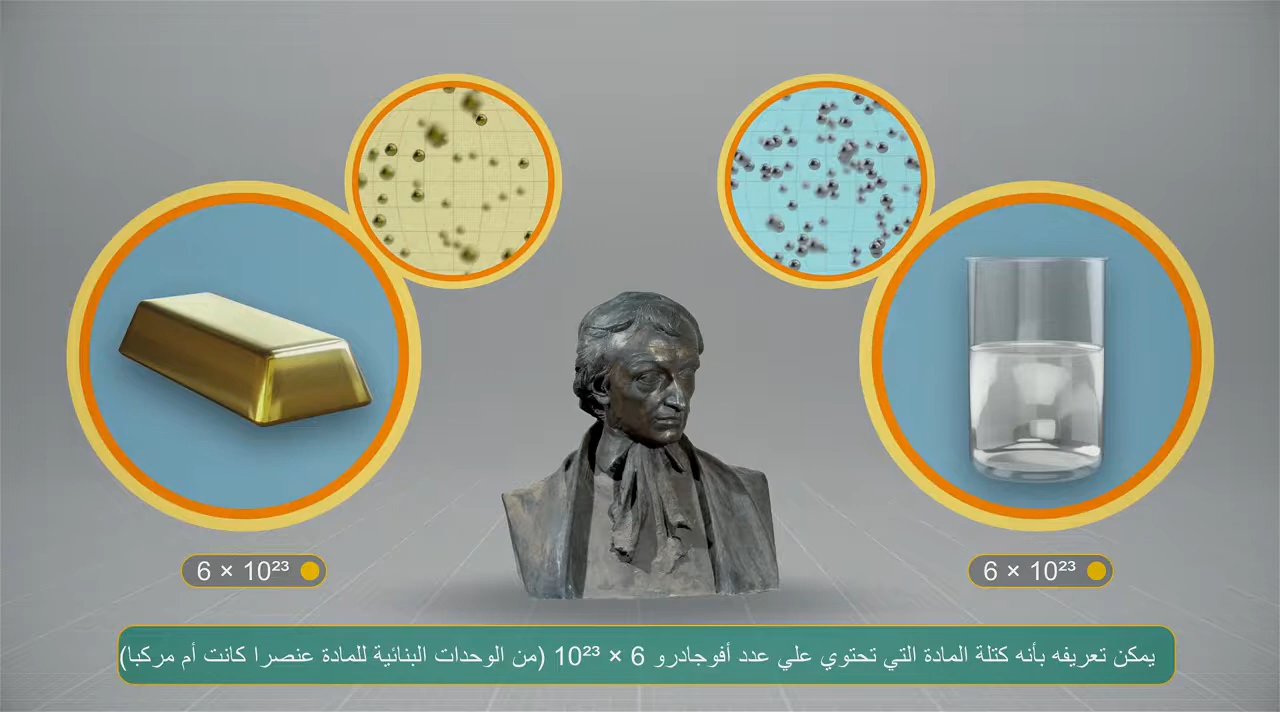 6 × 10²³
6 × 10²³
يمكن تعريفه بأنه كتلة المادة التي تحتوي علي عدد أفوجادرو 6 × 10²³ (من الوحدات البنائية للمادة عنصرا كانت أم مركبا)